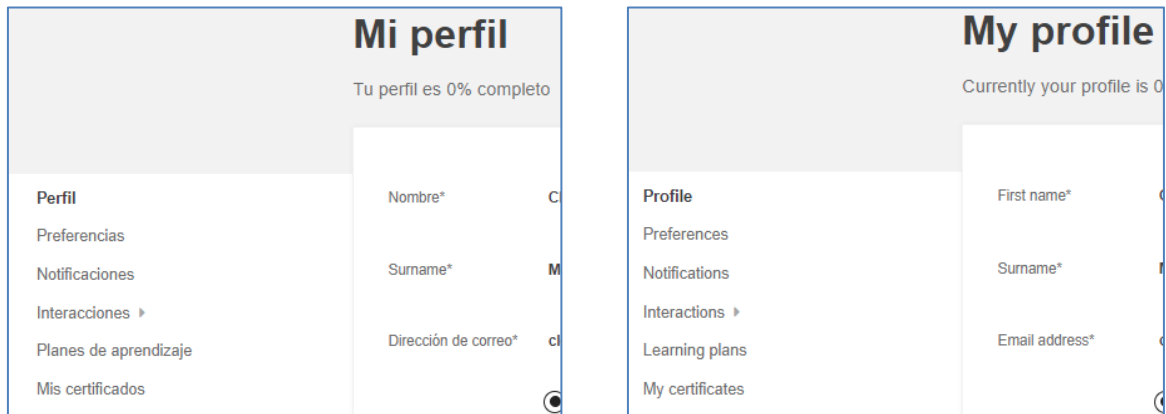 Mi perfil
Tu perfil es 0% completo
Perfil
Preferencias
Notificaciones
Interacciones
Planes de aprendizaje
Mis certificados
Nombre*
Surname*
Dirección de correo*
My profile
Currently your profile is 0
Profile
Preferences
Notifications
Interactions
Learning plans
My certificates
First name*
Surname*
Email address*